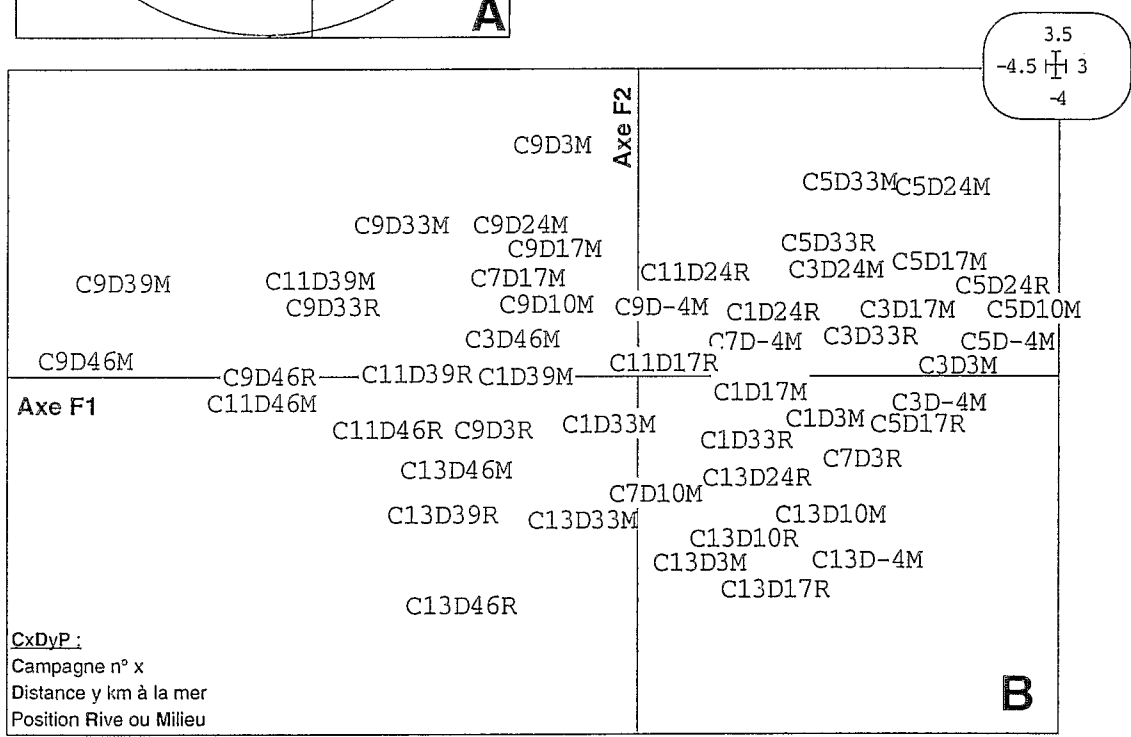 A
3.5
-4.5 3
-4
Axe F2
C9D3M
C5D33M C5D24M
C9D33M C9D24M
C9D17M C5D33R
C11D24R C3D24M C5D17M
C9D39M C11D39M C7D17M C5D24R
C9D33R C9D10M C9D-4M C1D24R C3D17M C5D10M
C3D46M C7D-4M C3D33R C5D-4M
C9D46M C11D17R C3D3M
C9D46R C11D39R C1D39M
Axe F1 C11D46M C1D17M C3D-4M
C11D46R C9D3R C1D33M C1D3M C5D17R
C1D33R
C13D46M C13D24R C7D3R
C7D10M
C13D39R C13D33M C13D10M
C13D10R
C13D3M C13D-4M
C13D17R
C13D46R
CxDyP :
Campagne n° x
Distance y km à la mer
Position Rive ou Milieu
B